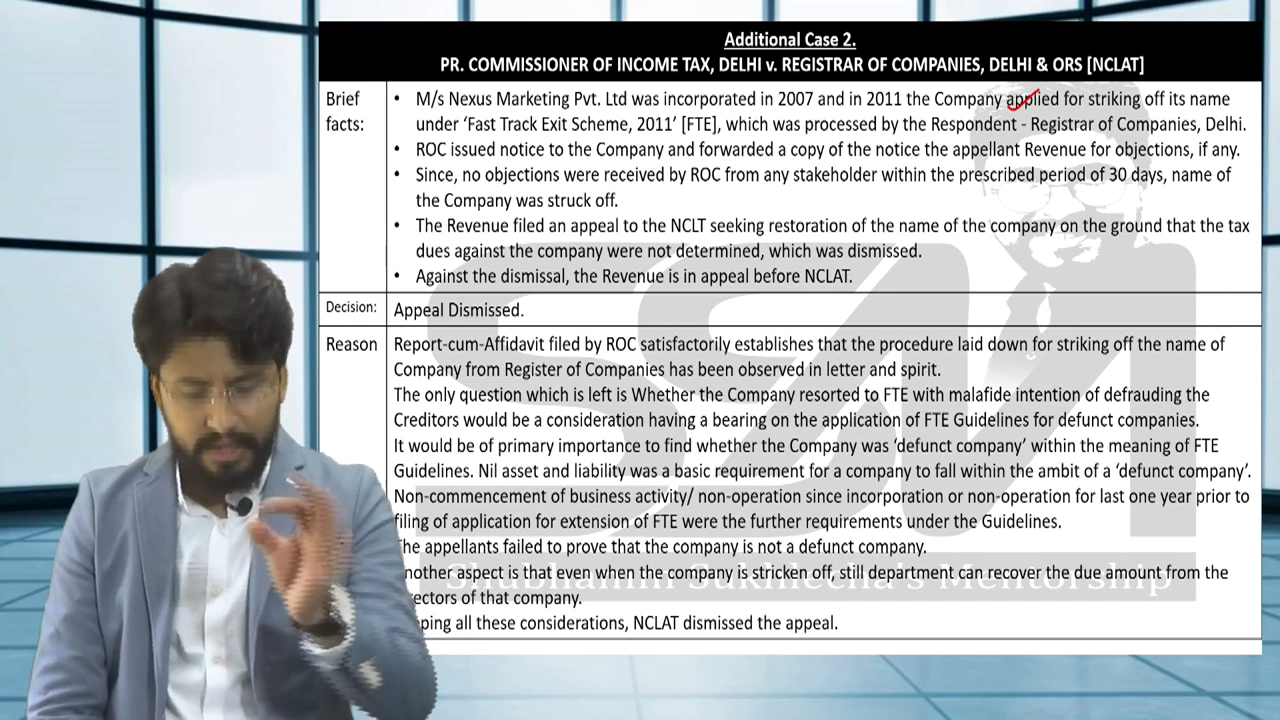 Additional Case 2.
PR. COMMISSIONER OF INCOME TAX, DELHI v. REGISTRAR OF COMPANIES, DELHI & ORS [NCLAT]
Brief
facts:
• M/s Nexus Marketing Pvt. Ltd was incorporated in 2007 and in 2011 the Company applied for striking off its name
under ‘Fast Track Exit Scheme, 2011’ [FTE], which was processed by the Respondent - Registrar of Companies, Delhi.
• ROC issued notice to the Company and forwarded a copy of the notice the appellant Revenue for objections, if any.
• Since, no objections were received by ROC from any stakeholder within the prescribed period of 30 days, name of
the Company was struck off.
• The Revenue filed an appeal to the NCLT seeking restoration of the name of the company on the ground that the tax
dues against the company were not determined, which was dismissed.
• Against the dismissal, the Revenue is in appeal before NCLAT.
Decision:
Appeal Dismissed.
Reason
Report-cum-Affidavit filed by ROC satisfactorily establishes that the procedure laid down for striking off the name of
Company from Register of Companies has been observed in letter and spirit.
The only question which is left is Whether the Company resorted to FTE with malafide intention of defrauding the
Creditors would be a consideration having a bearing on the application of FTE Guidelines for defunct companies.
It would be of primary importance to find whether the Company was ‘defunct company’ within the meaning of FTE
Guidelines. Nil asset and liability was a basic requirement for a company to fall within the ambit of a ‘defunct company’.
Non-commencement of business activity/ non-operation since incorporation or non-operation for last one year prior to
filing of application for extension of FTE were the further requirements under the Guidelines.
he appellants failed to prove that the company is not a defunct company.
nother aspect is that even when the company is stricken off, still department can recover the due amount from the
ectors of that company.
ping all these considerations, NCLAT dismissed the appeal.
SSM
Shubhamm Sukhlecha's Mentorship